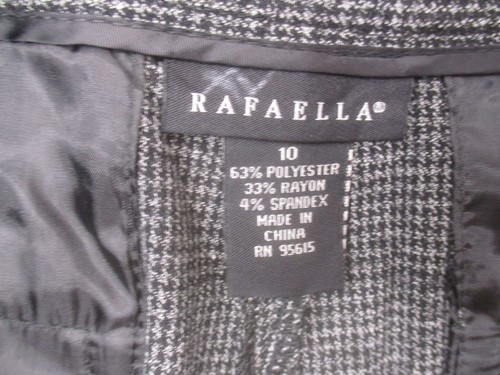 RAFAELLA®
10
63% POLYESTER
33% RAYON
4% SPANDEX
MADE IN
CHINA
RN 95615